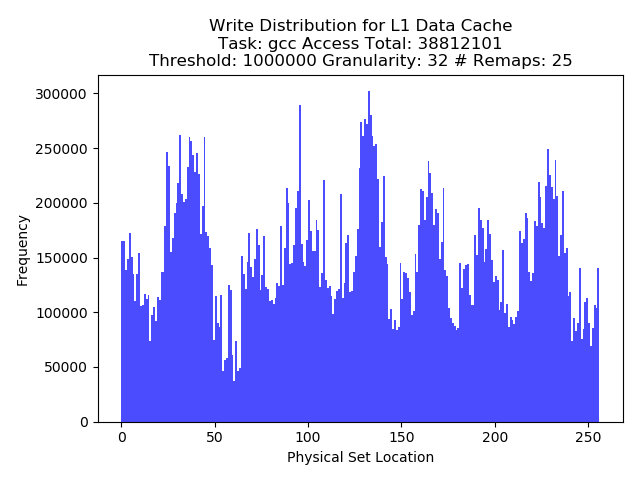 Write Distribution for L1 Data Cache
Task: gcc Access Total: 38812101
Threshold: 1000000 Granularity: 32 # Remaps: 25
300000
250000
200000
150000
100000
50000
0
Frequency
0 50 100 150 200 250
Physical Set Location